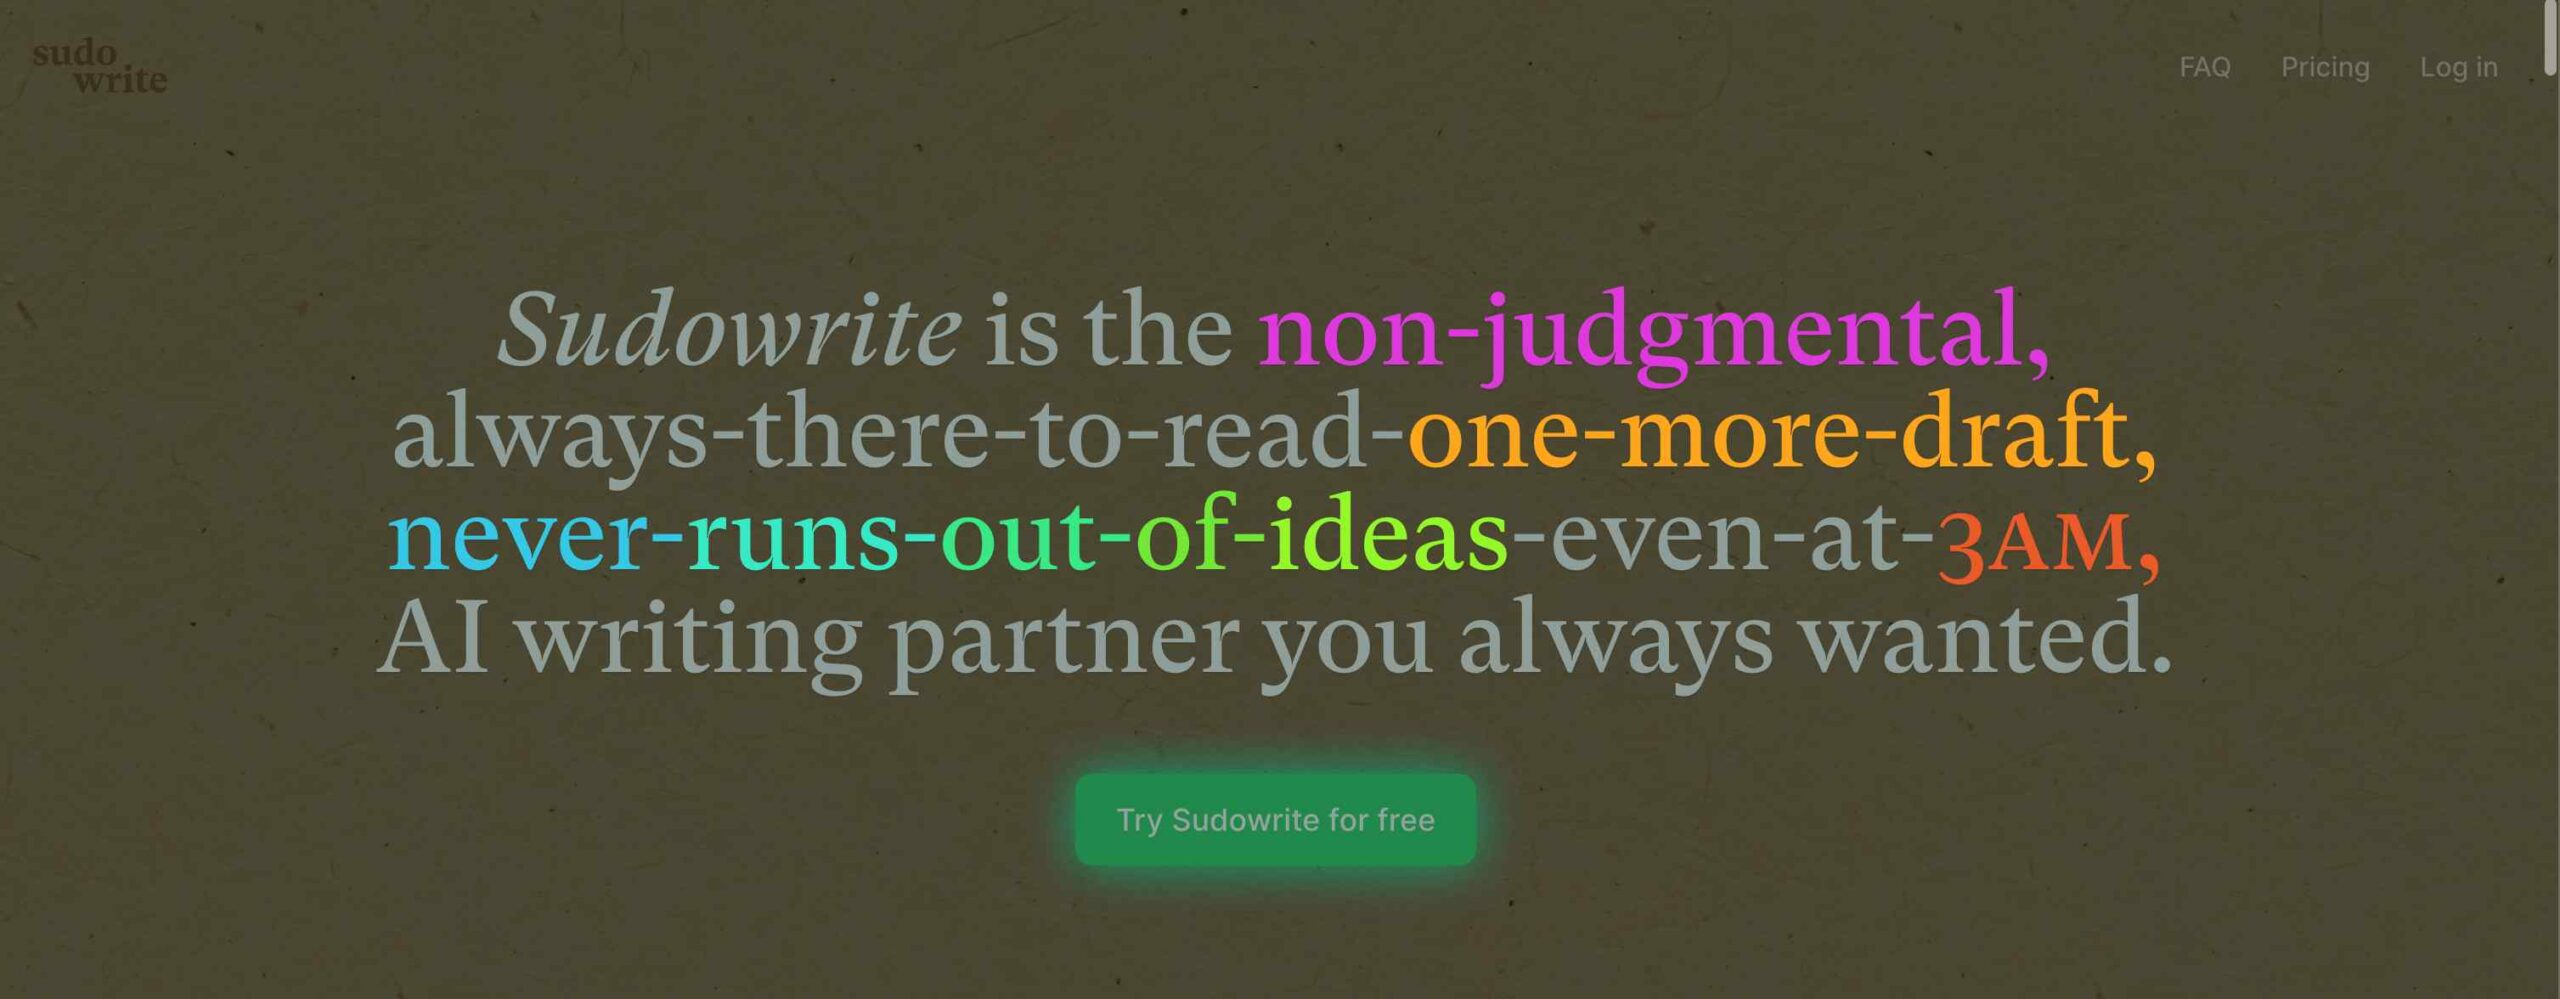 sudo
write
FAQ Pricing Log in
Sudowrite is the non-judgmental,
always-there-to-read-one-more-draft,
never-runs-out-of-ideas-even-at-3AM,
AI writing partner you always wanted.
Try Sudowrite for free